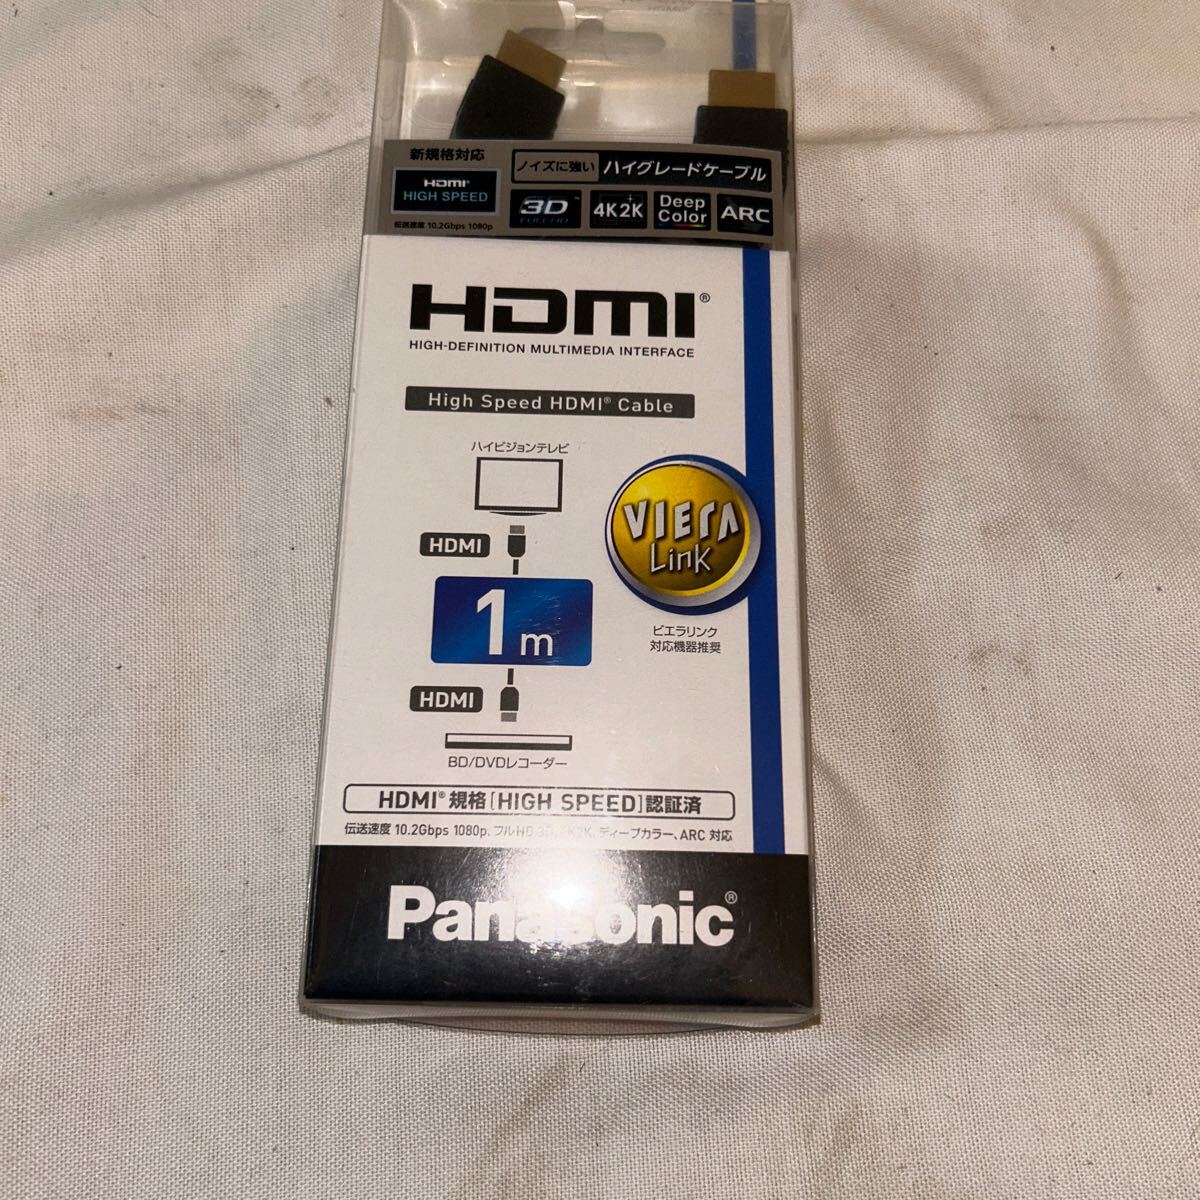 新規格対応
HDMI®
HIGH SPEED
伝送速度 10.2Gbps 1080p
ノイズに強い ハイグレードケーブル
3D™
FULL HD
4K2K
Deep
Color
ARC
HDMI®
HIGH-DEFINITION MULTIMEDIA INTERFACE
High Speed HDMI® Cable
ハイビジョンテレビ
HDMI
1m
HDMI
BD/DVDレコーダー
VIERA
Link
ビエラリンク
対応機器推奨
HDMI®規格[HIGH SPEED]認証済
伝送速度 10.2Gbps 1080p、フルHD 3D、4K2K、ディープカラー、ARC 対応
Panasonic®